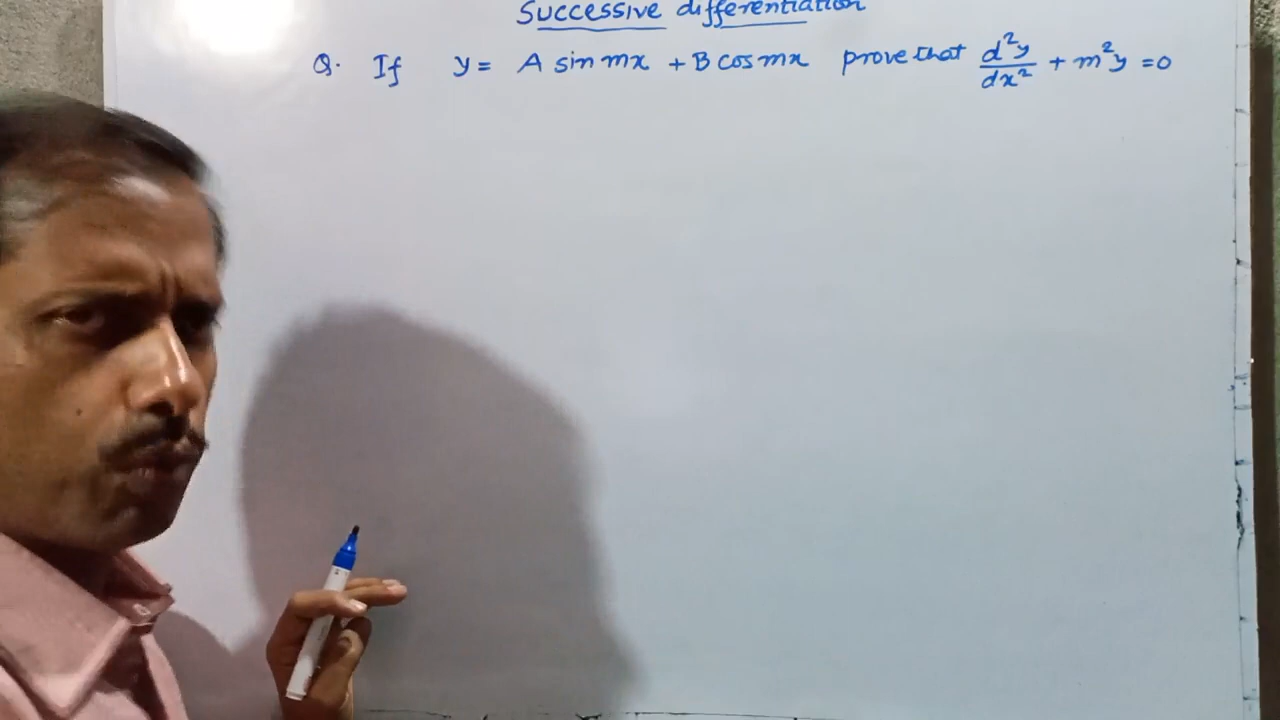 Successive differentiation
Q. If y = A sin mx + B cos mx prove that d²y/dx² + m²y = 0